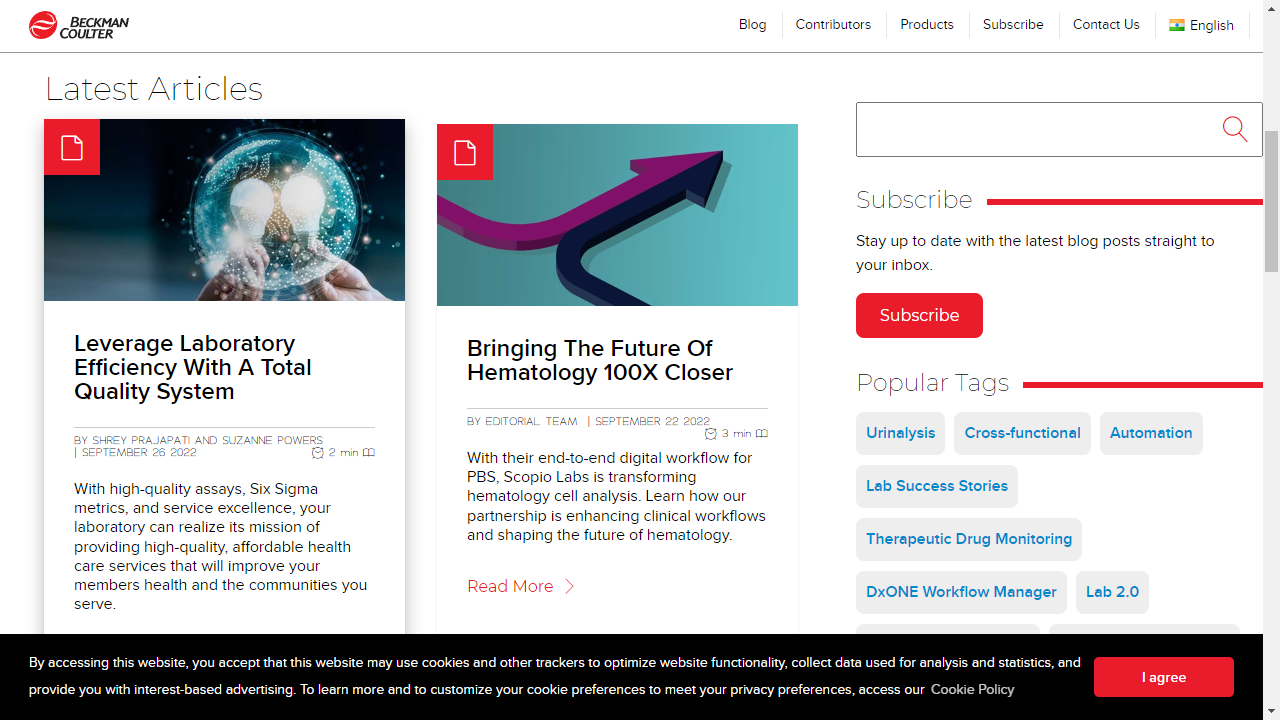 BECKMAN
COULTER
Blog
Contributors
Products
Subscribe
Contact Us
English
Latest Articles
Leverage Laboratory
Efficiency With A Total
Quality System
BY SHREY PRAJAPATI AND SUZANNE POWERS
| SEPTEMBER 26 2022
2 min
With high-quality assays, Six Sigma
metrics, and service excellence, your
laboratory can realize its mission of
providing high-quality, affordable health
care services that will improve your
members health and the communities you
serve.
Bringing The Future Of
Hematology 100X Closer
BY EDITORIAL TEAM | SEPTEMBER 22 2022
3 min
With their end-to-end digital workflow for
PBS, Scopio Labs is transforming
hematology cell analysis. Learn how our
partnership is enhancing clinical workflows
and shaping the future of hematology.
Read More
Subscribe
Stay up to date with the latest blog posts straight to
your inbox.
Subscribe
Popular Tags
Urinalysis
Cross-functional
Automation
Lab Success Stories
Therapeutic Drug Monitoring
DxONE Workflow Manager
Lab 2.0
By accessing this website, you accept that this website may use cookies and other trackers to optimize website functionality, collect data used for analysis and statistics, and
provide you with interest-based advertising. To learn more and to customize your cookie preferences to meet your privacy preferences, access our Cookie Policy
I agree